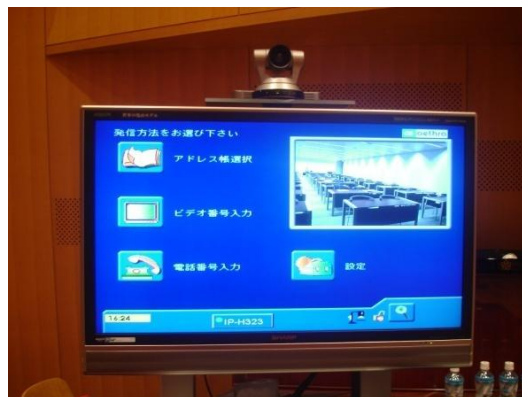 発信方法をお選び下さい
アドレス帳選択
ビデオ番号入力
電話番号入力
設定
16:24
IP-H323
SHARP